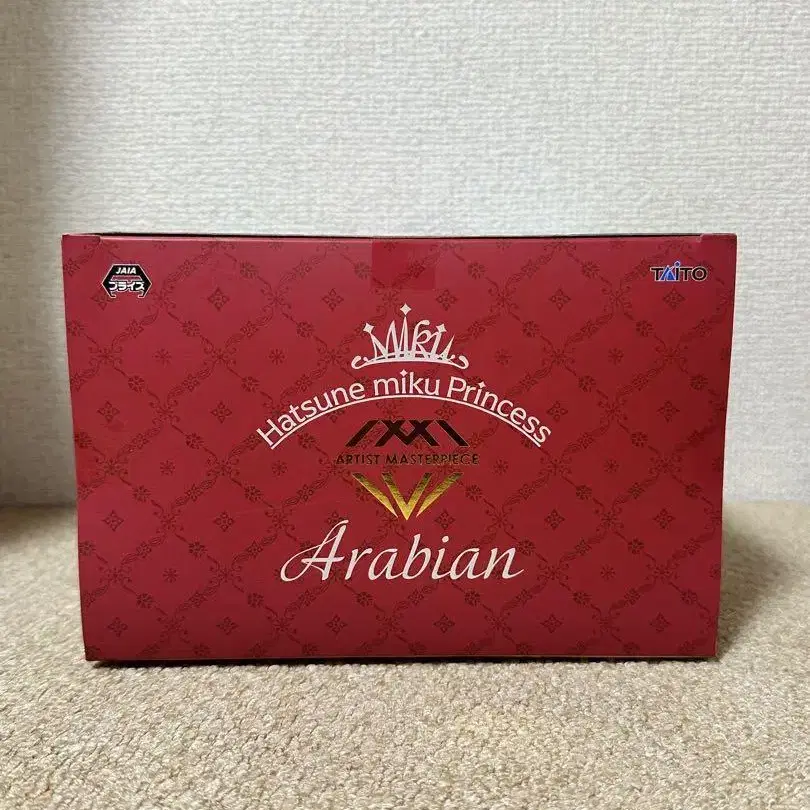 JAIA
プライズ
TAITO
Miku
Hatsune miku Princess
ARTIST MASTERPIECE
Arabian